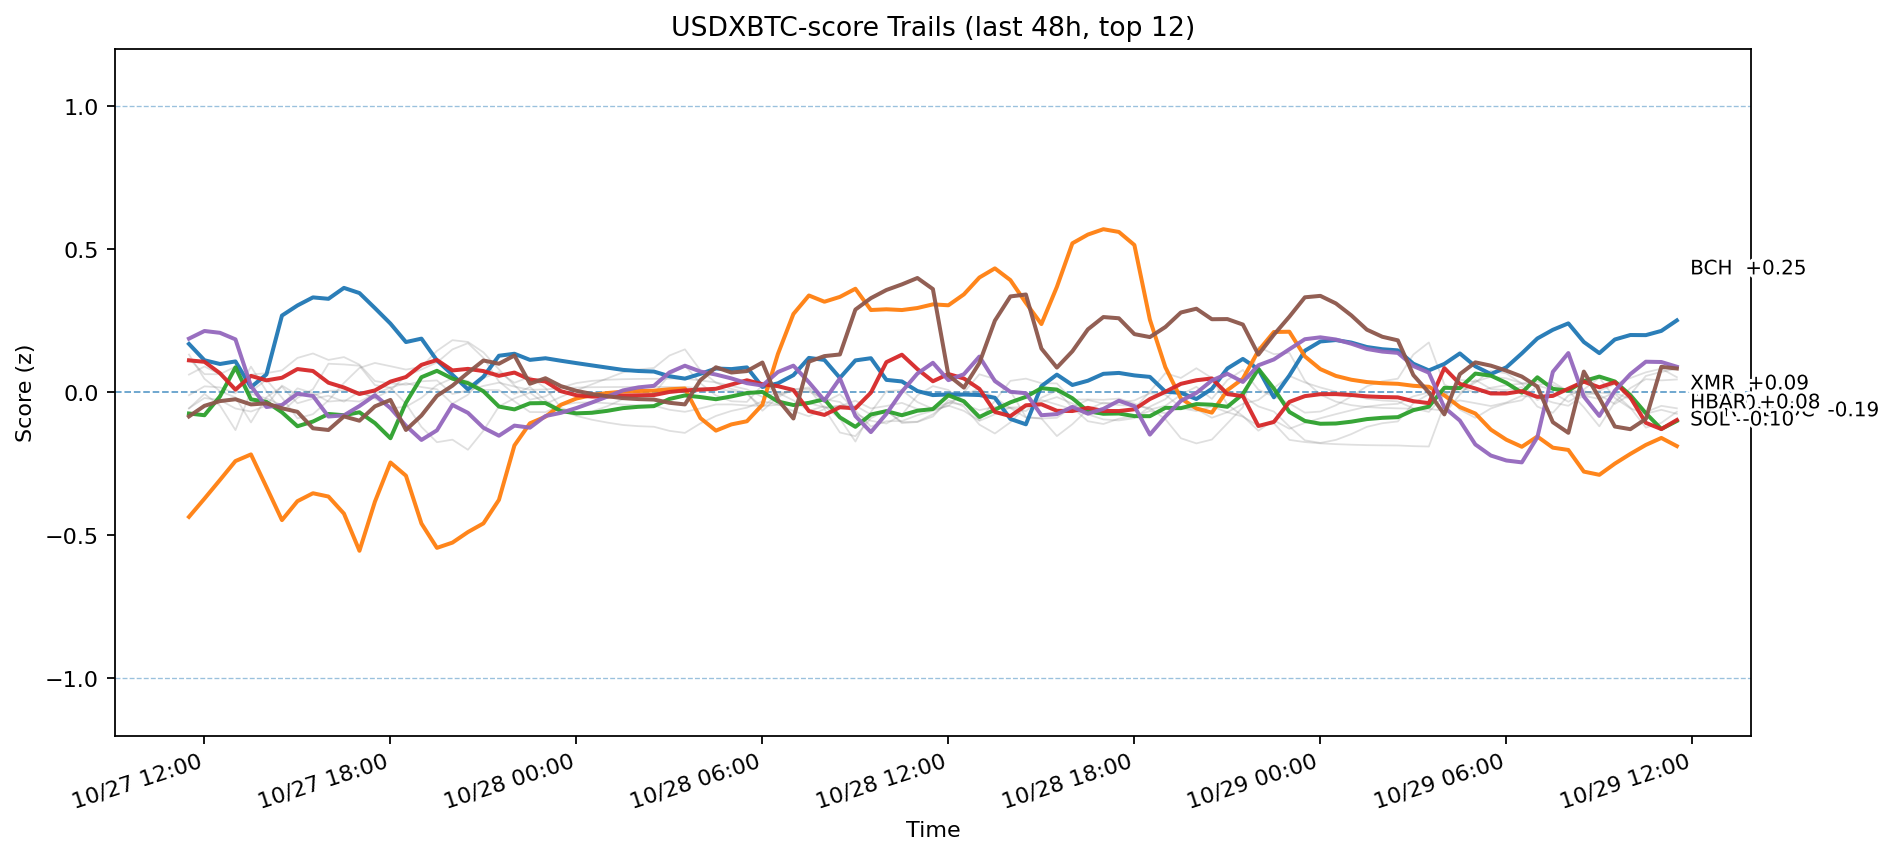 USDXBTC-score Trails (last 48h, top 12)
Score (z)
1.0
0.5
0.0
−0.5
−1.0
BCH +0.25
XMR +0.09
HBAR +0.08
-0.19
SOL -0.10
10/27 12:00
10/27 18:00
10/28 00:00
10/28 06:00
10/28 12:00
10/28 18:00
10/29 00:00
10/29 06:00
10/29 12:00
Time